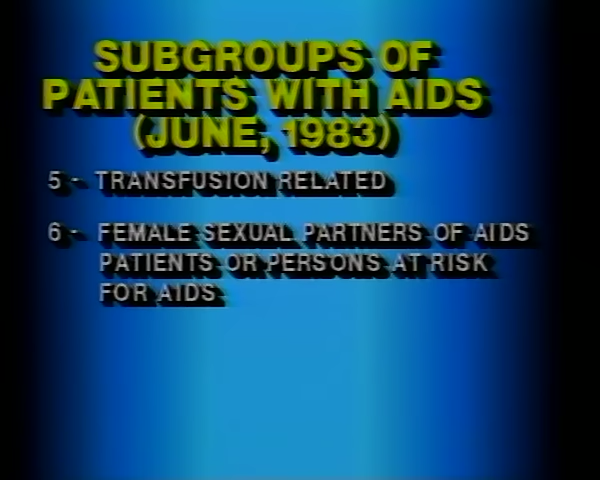 SUBGROUPS OF
PATIENTS WITH AIDS
(JUNE, 1983)
5 - TRANSFUSION RELATED
6 - FEMALE SEXUAL PARTNERS OF AIDS
PATIENTS OR PERSONS AT RISK
FOR AIDS